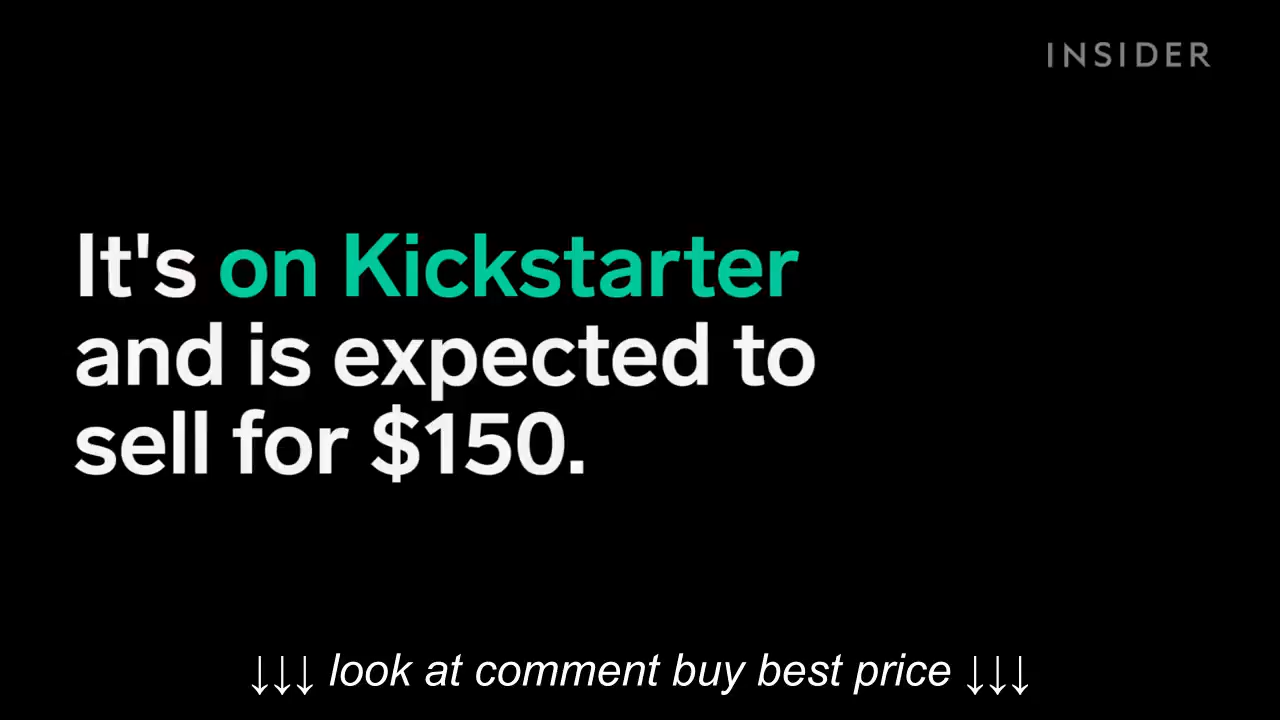 INSIDER
It's on Kickstarter
and is expected to
sell for $150.
↓↓↓ look at comment buy best price ↓↓↓